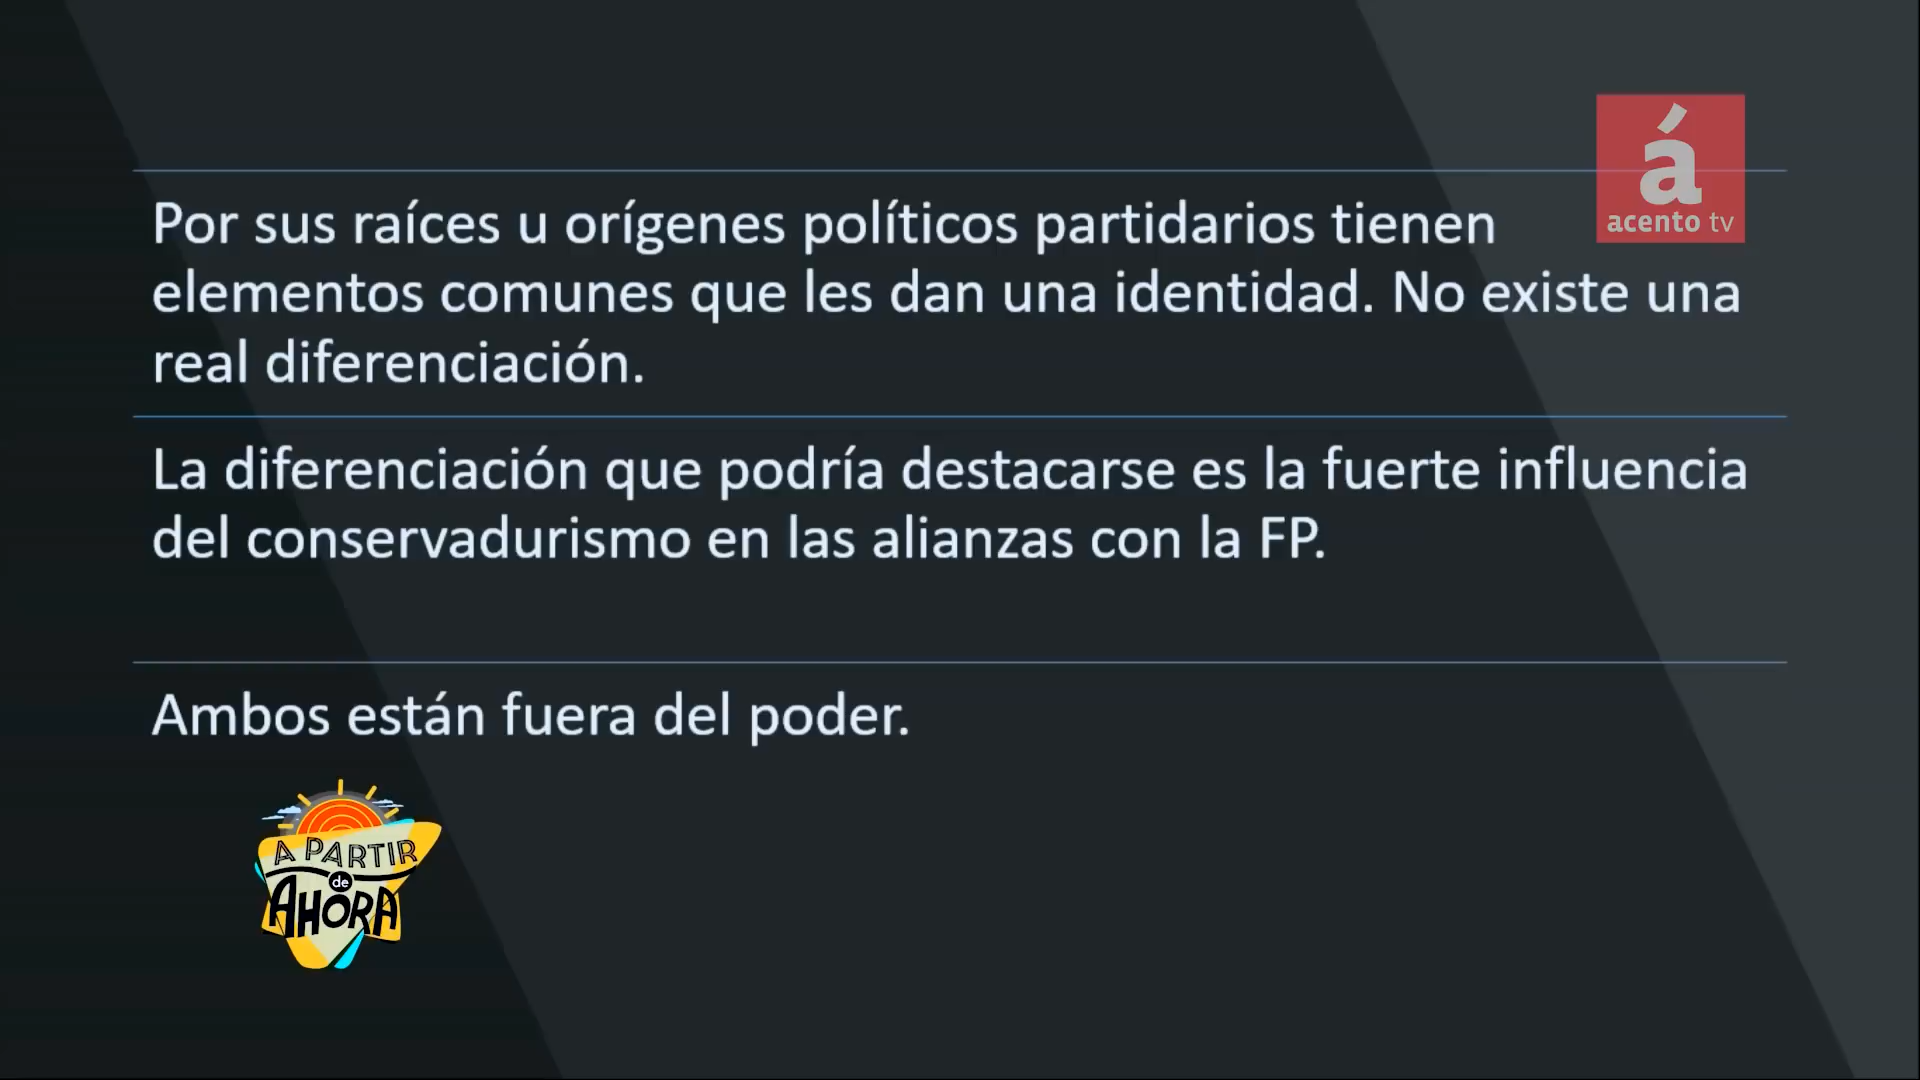 á
acento tv
Por sus raíces u orígenes políticos partidarios tienen
elementos comunes que les dan una identidad. No existe una
real diferenciación.
La diferenciación que podría destacarse es la fuerte influencia
del conservadurismo en las alianzas con la FP.
Ambos están fuera del poder.
A PARTIR
de
AHORA